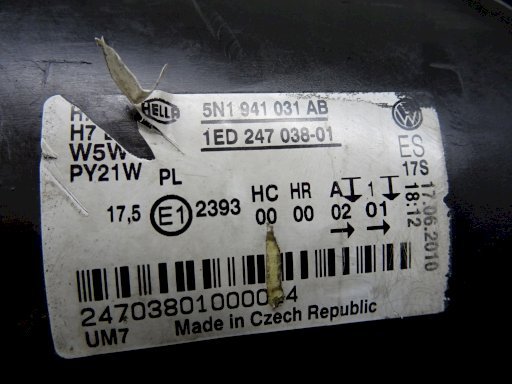 HELLA
5N1 941 031 AB
1ED 247 038-01
H7
W5W
PY21W PL
HC HR A 1
17,5 E1 2393 00 00 02 01
UM7 Made in Czech Republic
ES
17S
17.06.2010
18:12